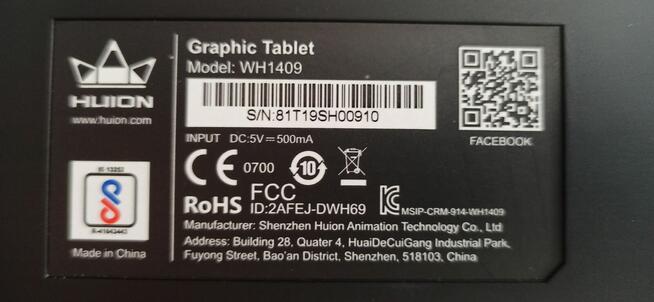 HUION
www.huion.com
Graphic Tablet
Model: WH1409
S/N:81T19SH00910
INPUT DC:5V⎓500mA
CE 0700 10
FCC
RoHS ID:2AFEJ-DWH69
MSIP-CRM-914-WH1409
FACEBOOK
R-41043443
Made in China
Manufacturer: Shenzhen Huion Animation Technology Co., Ltd
Address: Building 28, Quater 4, HuaiDeCuiGang Industrial Park,
Fuyong Street, Bao'an District, Shenzhen, 518103, China